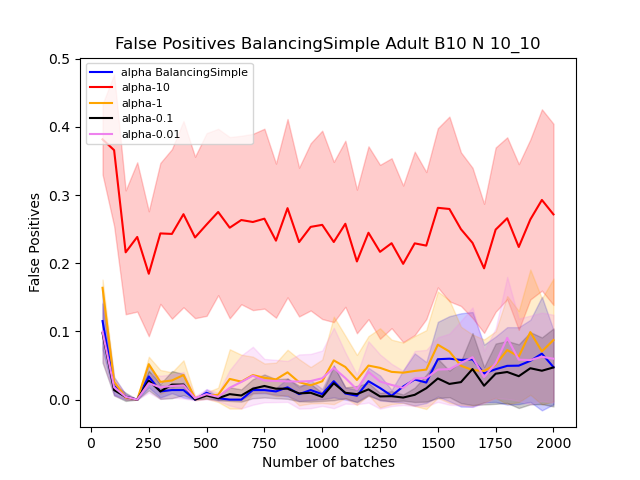 False Positives BalancingSimple Adult B10 N 10_10
alpha BalancingSimple
alpha-10
alpha-1
alpha-0.1
alpha-0.01
False Positives
0.5
0.4
0.3
0.2
0.1
0.0
0 250 500 750 1000 1250 1500 1750 2000
Number of batches